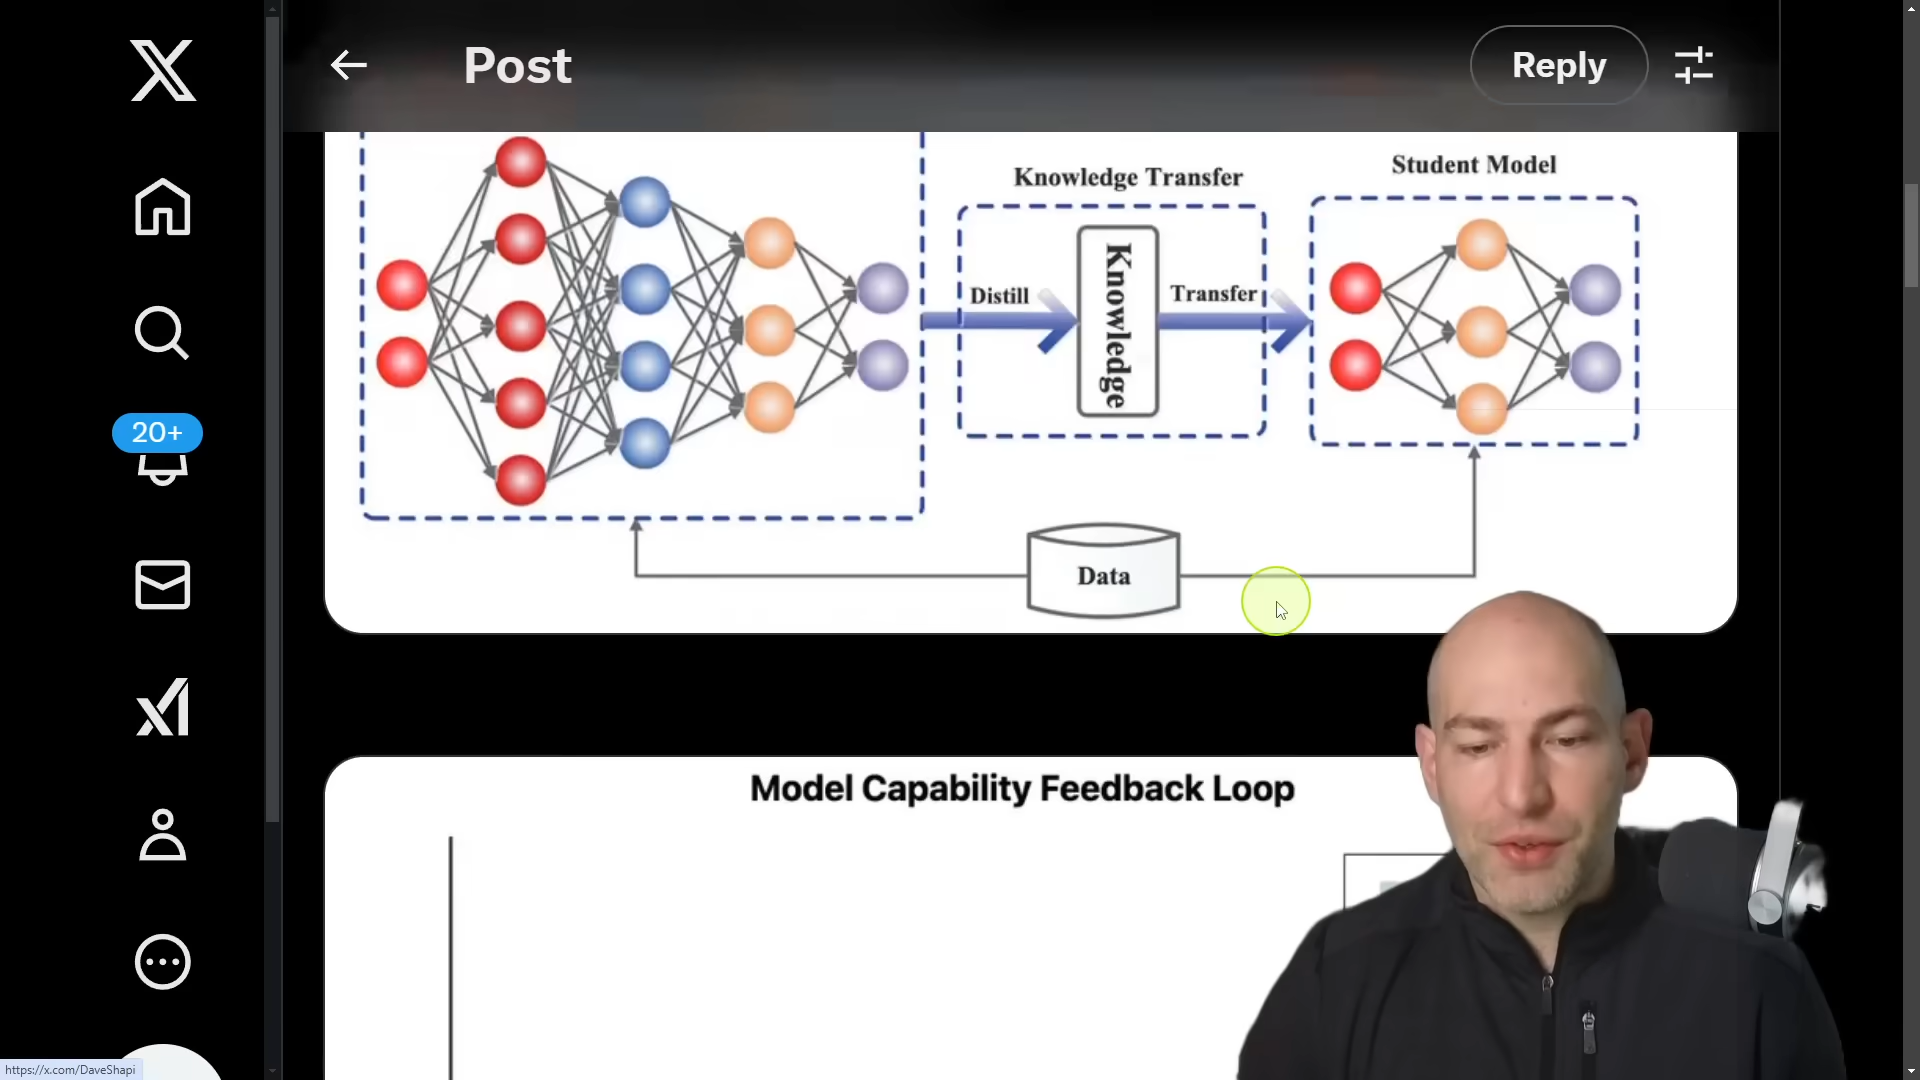 Post
Reply
Knowledge Transfer
Student Model
Distill
Knowledge
Transfer
20+
Data
Model Capability Feedback Loop
https://x.com/DaveShapi